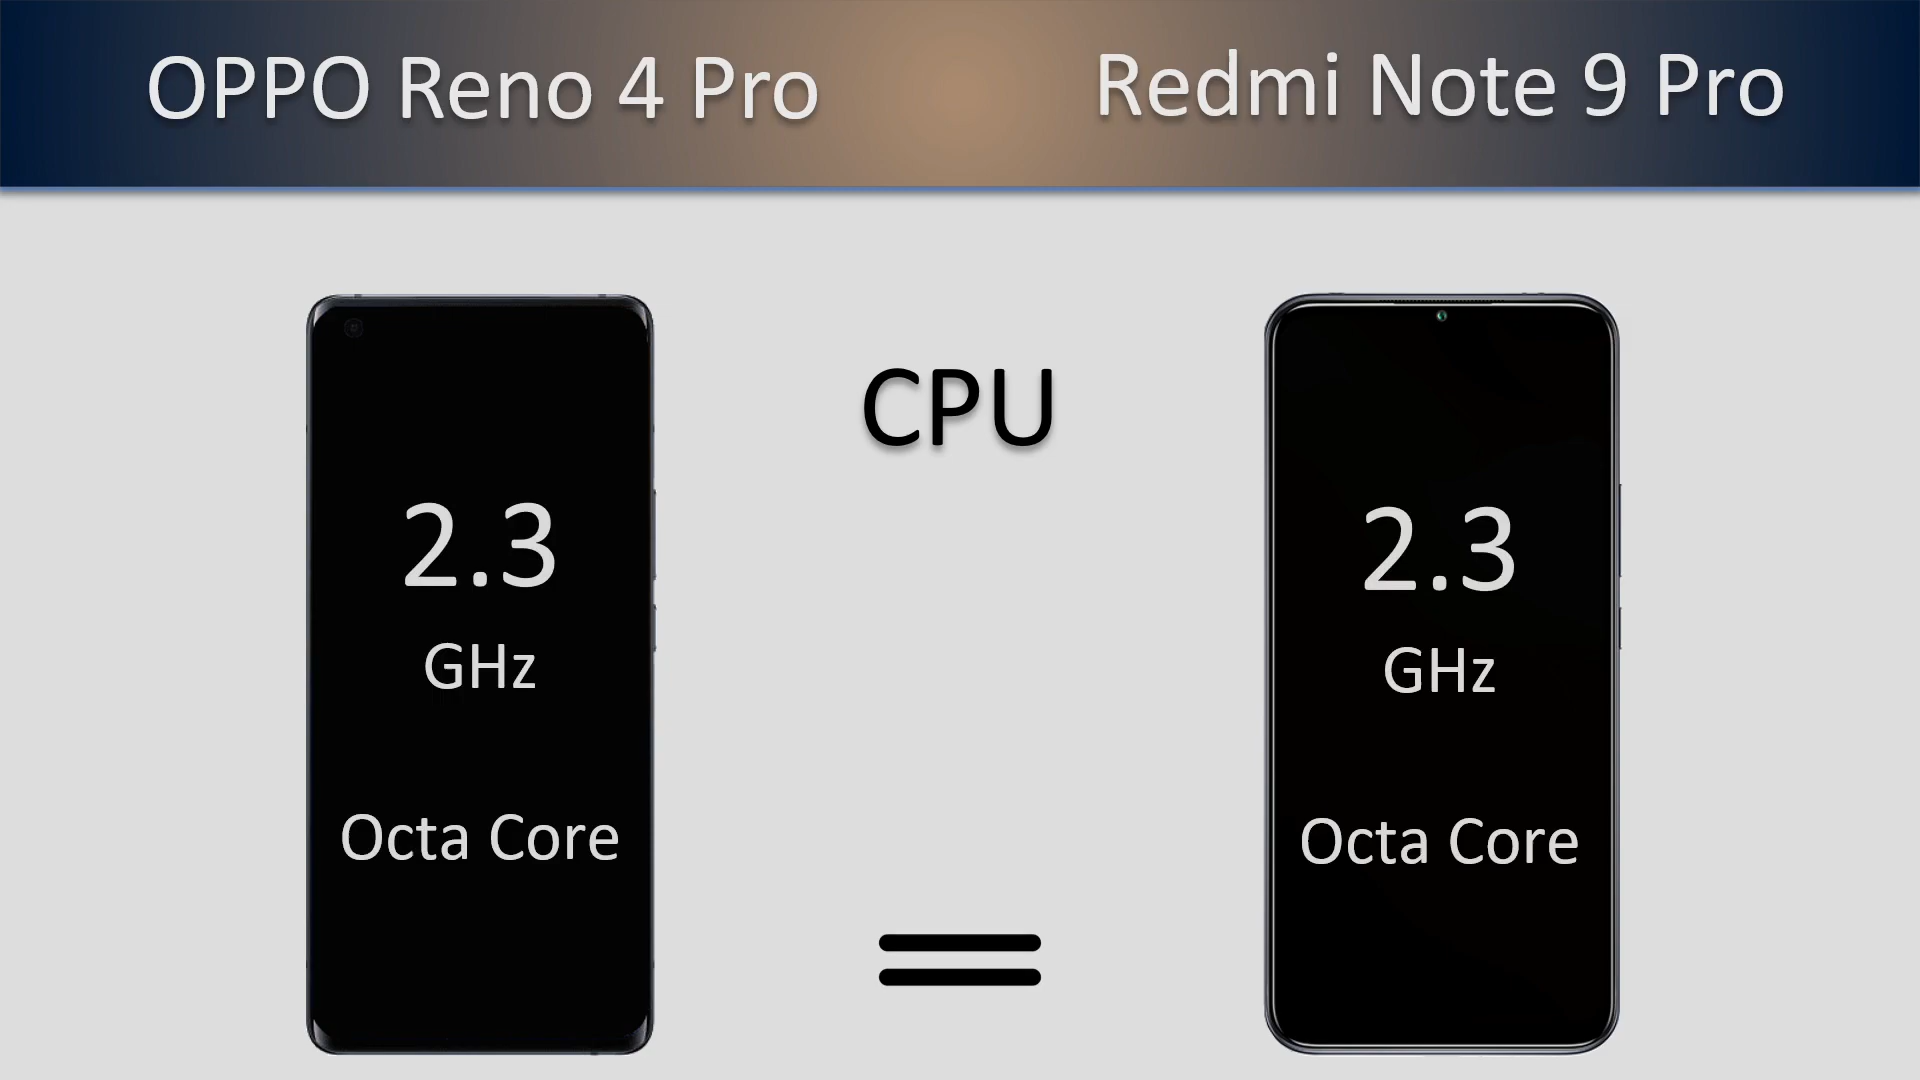 OPPO Reno 4 Pro
Redmi Note 9 Pro
CPU
2.3
GHz
Octa Core
2.3
GHz
Octa Core